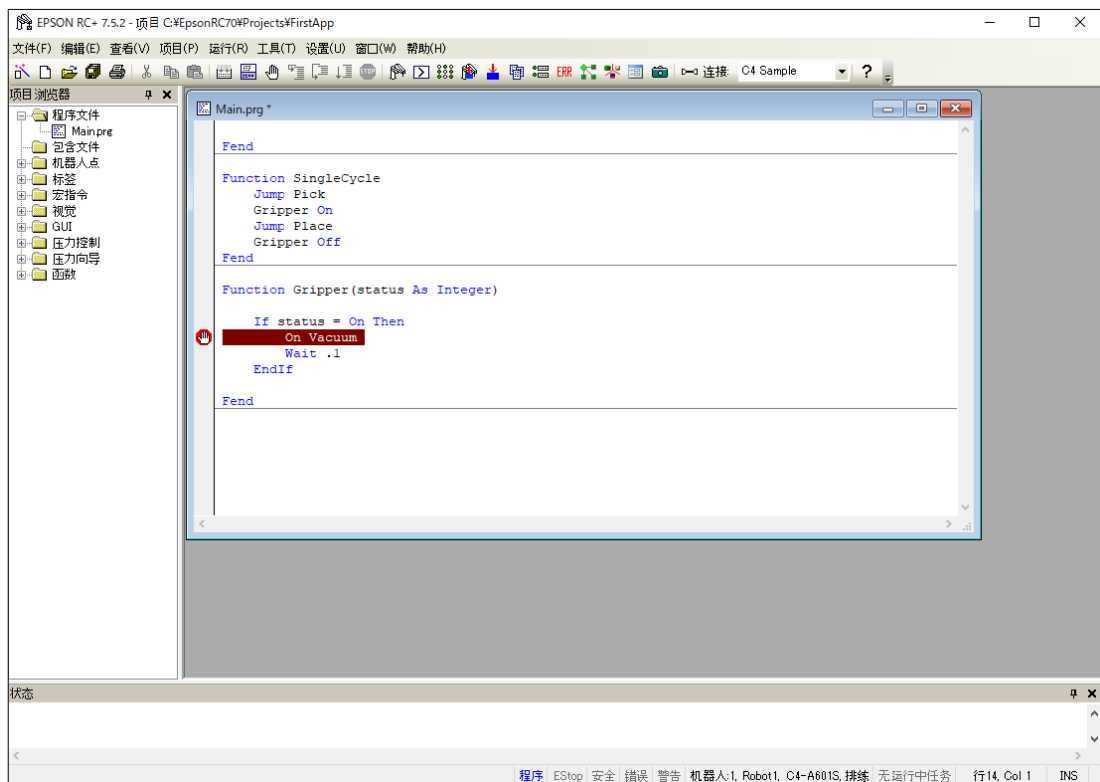 EPSON RC+ 7.5.2 - 项目 C:¥EpsonRC70¥Projects¥FirstApp
文件(F) 编辑(E) 查看(V) 项目(P) 运行(R) 工具(T) 设置(U) 窗口(W) 帮助(H)
STOP ERR 连接: C4 Sample ?
项目浏览器
程序文件
Main.prg
包含文件
机器人点
标签
宏指令
视觉
GUI
压力控制
压力向导
函数
Main.prg *
Fend
Function SingleCycle
Jump Pick
Gripper On
Jump Place
Gripper Off
Fend
Function Gripper(status As Integer)
If status = On Then
On Vacuum
Wait .1
EndIf
Fend
状态
程序 EStop 安全 错误 警告 机器人:1, Robot1, C4-A601S, 排练 无运行中任务 行14, Col 1 INS